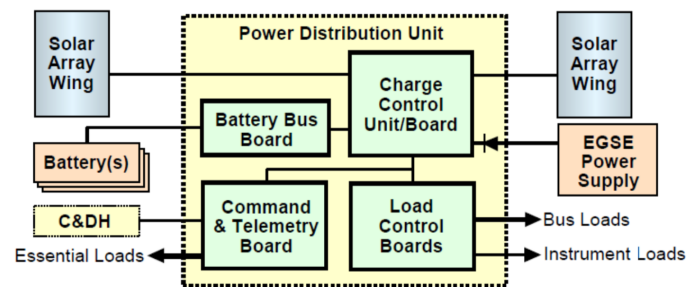 Solar
Array
Wing
Power Distribution Unit
Solar
Array
Wing
Charge
Control
Unit/Board
Battery Bus
Board
Battery(s)
EGSE
Power
Supply
C&DH
Command
& Telemetry
Board
Load
Control
Boards
Bus Loads
Essential Loads
Instrument Loads